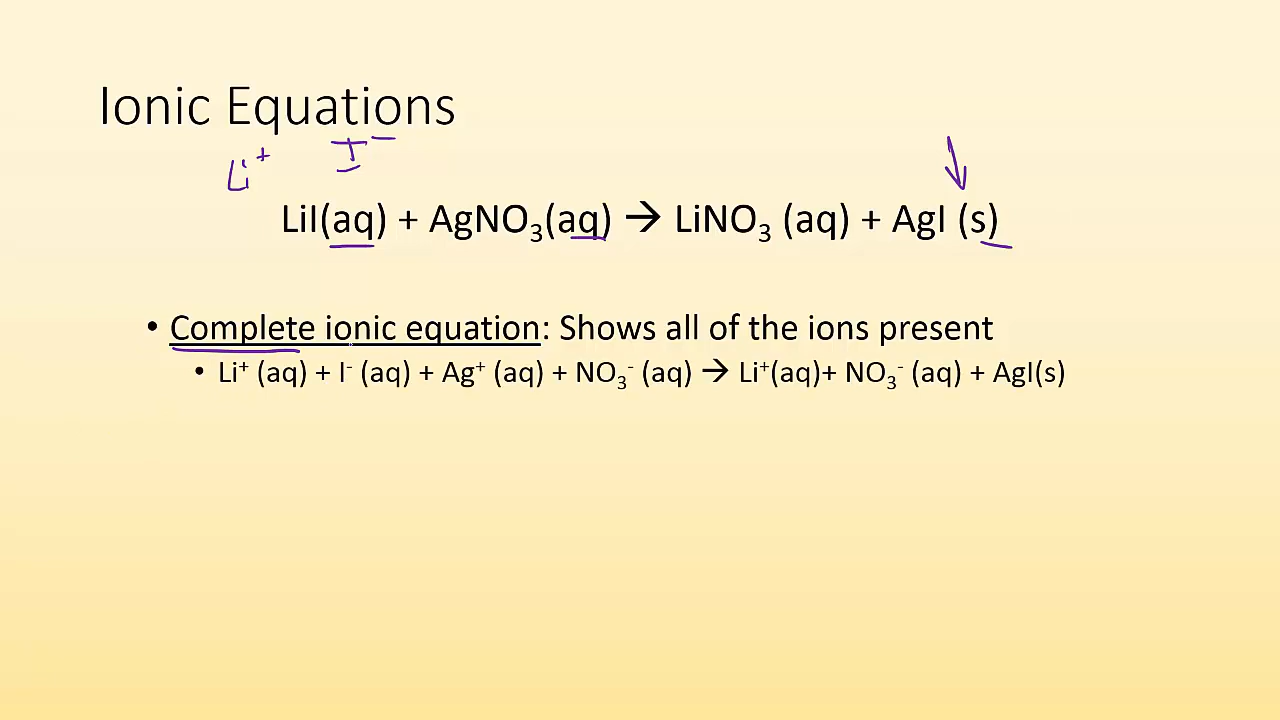 Ionic Equations
Li⁺ I⁻
LiI(aq) + AgNO₃(aq) → LiNO₃ (aq) + AgI (s)
• Complete ionic equation: Shows all of the ions present
• Li⁺ (aq) + I⁻ (aq) + Ag⁺ (aq) + NO₃⁻ (aq) → Li⁺(aq)+ NO₃⁻ (aq) + AgI(s)